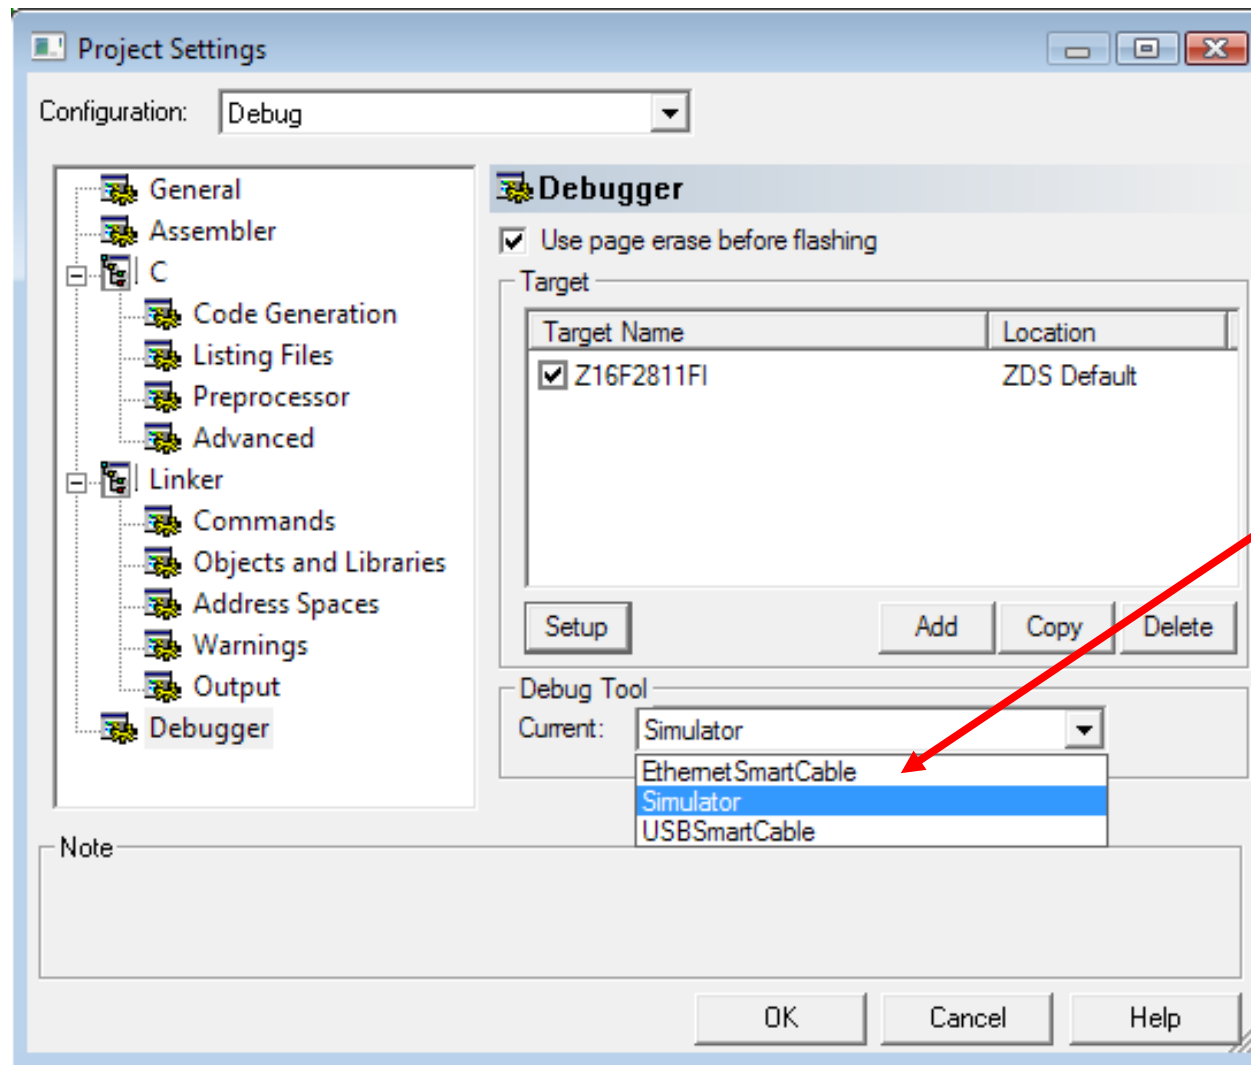 Project Settings
Configuration: Debug
General
Assembler
C
Code Generation
Listing Files
Preprocessor
Advanced
Linker
Commands
Objects and Libraries
Address Spaces
Warnings
Output
Debugger
Debugger
Use page erase before flashing
Target
Target Name Location
Z16F2811FI ZDS Default
Setup Add Copy Delete
Debug Tool
Current: Simulator
EthernetSmartCable
Simulator
USBSmartCable
Note
OK Cancel Help